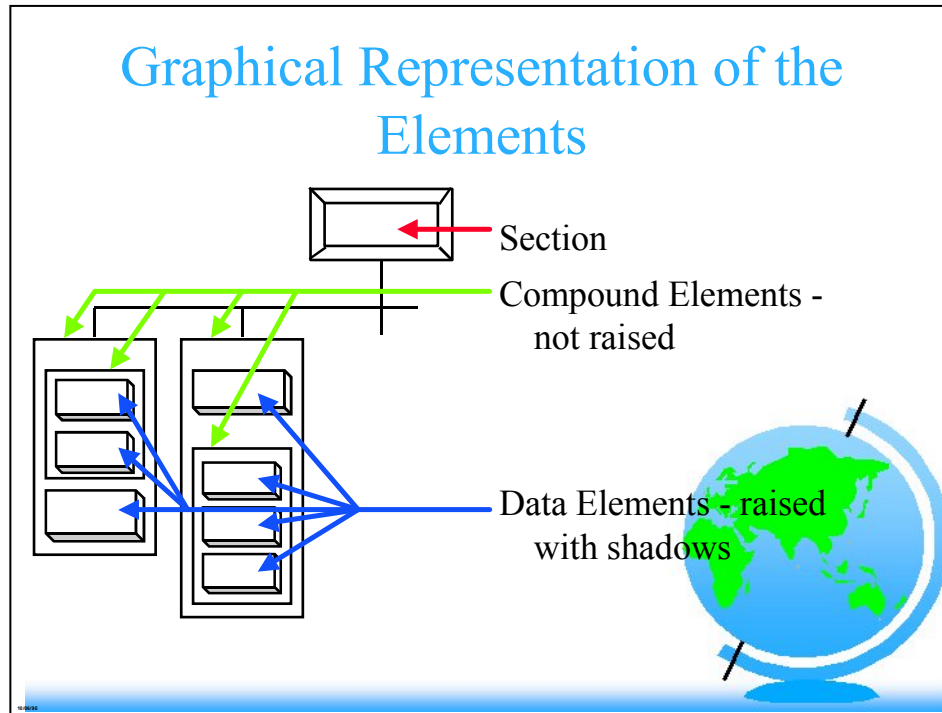 Graphical Representation of the
Elements
Section
Compound Elements -
not raised
Data Elements - raised
with shadows